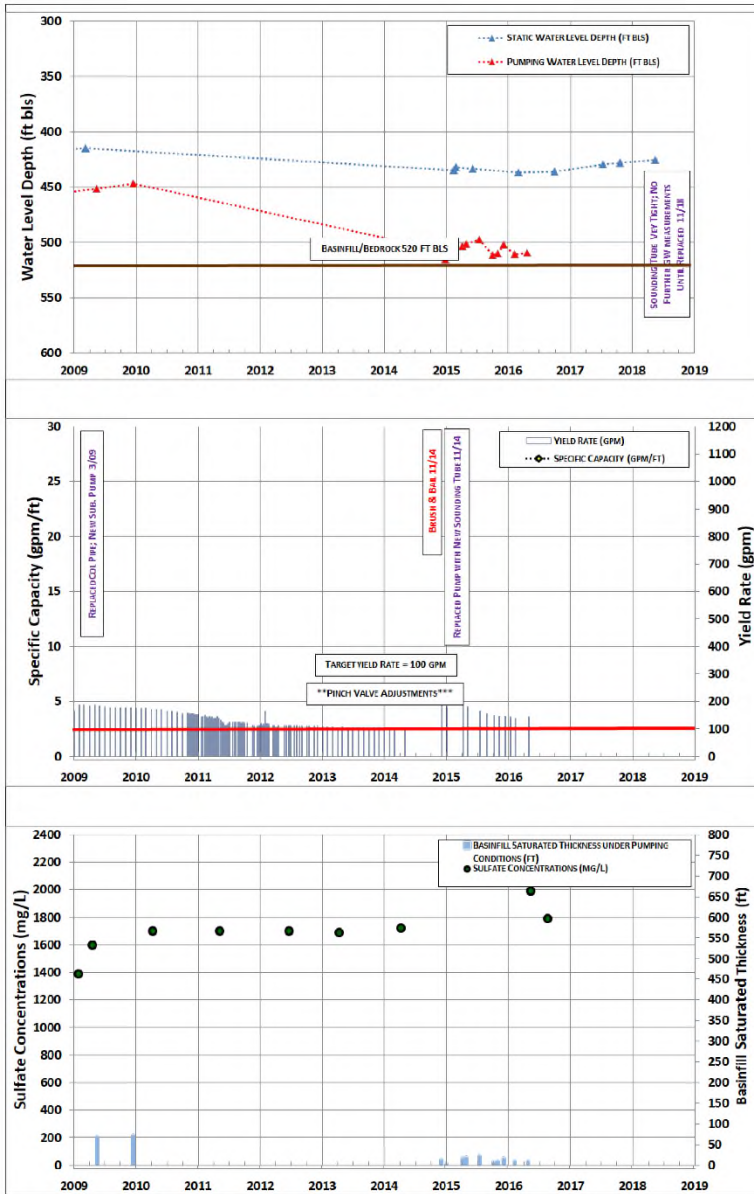 300
350
400
450
500
550
600
Water Level Depth (ft bls)
STATIC WATER LEVEL DEPTH (FT BLS)
PUMPING WATER LEVEL DEPTH (FT BLS)
BASINFILL/BEDROCK 520 FT BLS
SOUNDING TUBE VEY TIGHT; NO
FURTHER GW MEASUREMENTS
UNTIL REPLACED 11/18
2009 2010 2011 2012 2013 2014 2015 2016 2017 2018 2019
30
25
20
15
10
5
0
Specific Capacity (gpm/ft)
REPLACED COL PIPE; NEW SUB. PUMP 3/09
BRUSH & BAIL 11/14
REPLACED PUMP WITH NEW SOUNDING TUBE 11/14
YIELD RATE (GPM)
SPECIFIC CAPACITY (GPM/FT)
TARGET YIELD RATE = 100 GPM
**PINCH VALVE ADJUSTMENTS***
1200
1100
1000
900
800
700
600
500
400
300
200
100
0
Yield Rate (gpm)
2009 2010 2011 2012 2013 2014 2015 2016 2017 2018 2019
2400
2200
2000
1800
1600
1400
1200
1000
800
600
400
200
0
Sulfate Concentrations (mg/L)
BASINFILL SATURATED THICKNESS UNDER PUMPING
CONDITIONS (FT)
SULFATE CONCENTRATIONS (MG/L)
800
750
700
650
600
550
500
450
400
350
300
250
200
150
100
50
0
Basinfill Saturated Thickness (ft)
2009 2010 2011 2012 2013 2014 2015 2016 2017 2018 2019